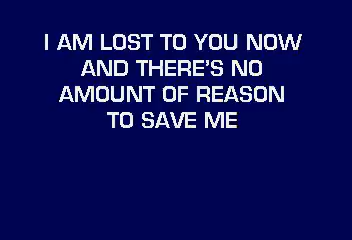 I AM LOST TO YOU NOW
AND THERE'S NO
AMOUNT OF REASON
TO SAVE ME